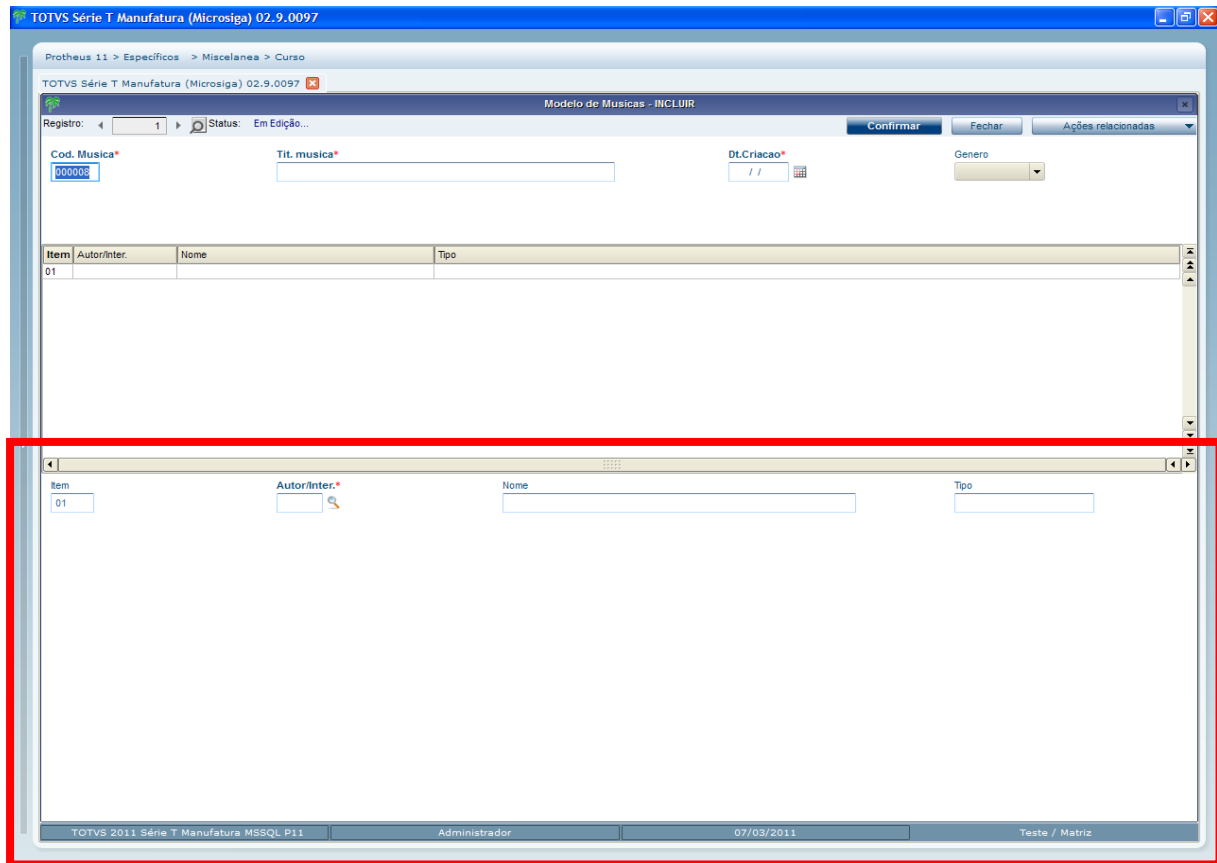 TOTVS Série T Manufatura (Microsiga) 02.9.0097
Protheus 11 > Específicos > Miscelanea > Curso
TOTVS Série T Manufatura (Microsiga) 02.9.0097
Modelo de Musicas - INCLUIR
Registro: 1 Status: Em Edição... Confirmar Fechar Ações relacionadas
Cod. Musica* Tit. musica* Dt.Criacao* Genero
000008 / /
Item Autor/Inter. Nome Tipo
01
Item Autor/Inter.* Nome Tipo
01
TOTVS 2011 Série T Manufatura MSSQL P11 Administrador 07/03/2011 Teste / Matriz